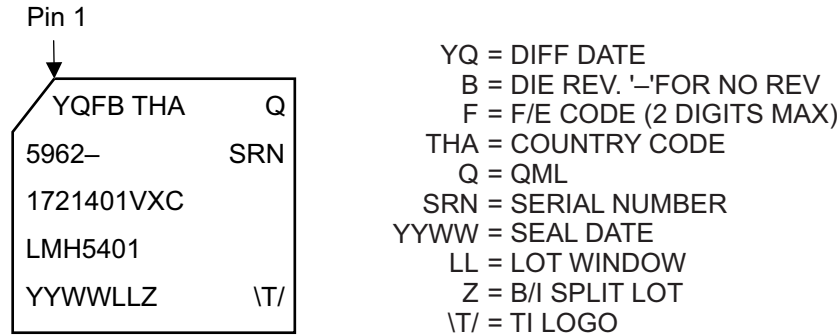 Pin 1
YQFB THA Q
5962– SRN
1721401VXC
LMH5401
YYWWLLZ \T/
YQ = DIFF DATE
B = DIE REV. '–'FOR NO REV
F = F/E CODE (2 DIGITS MAX)
THA = COUNTRY CODE
Q = QML
SRN = SERIAL NUMBER
YYWW = SEAL DATE
LL = LOT WINDOW
Z = B/I SPLIT LOT
\T/ = TI LOGO